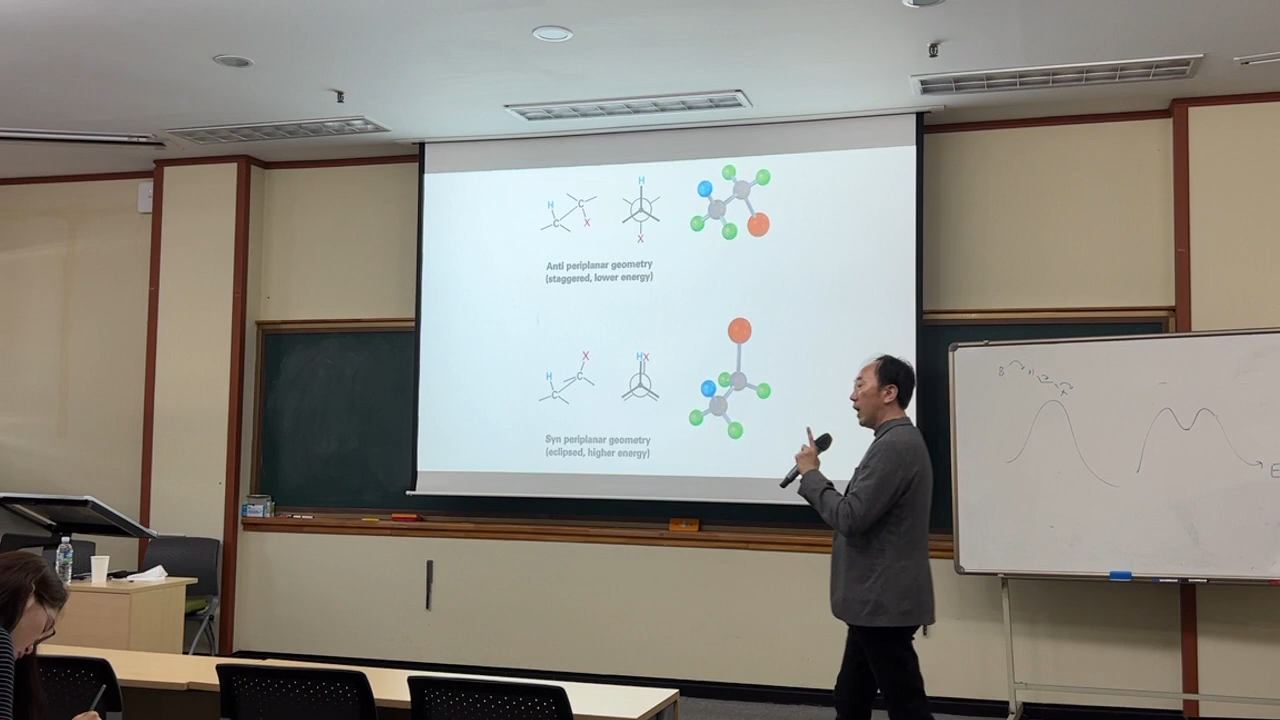 H
H
C
C
X
X
Anti periplanar geometry
(staggered, lower energy)
X
H
C
C
HX
Syn periplanar geometry
(eclipsed, higher energy)
B
H
X
E